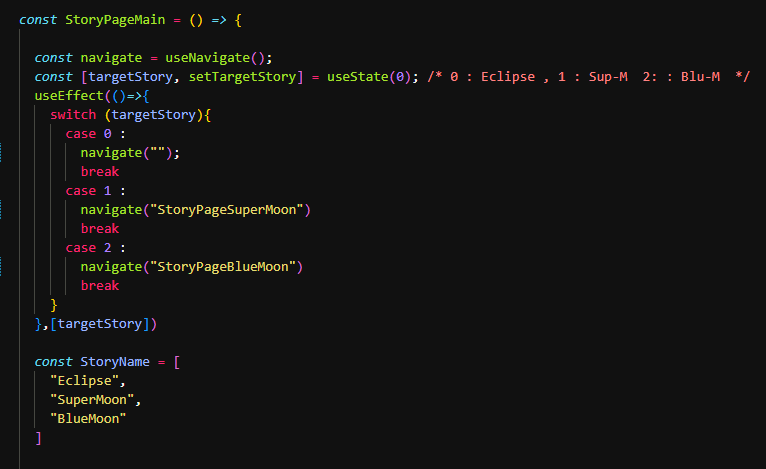 const StoryPageMain = () => {
const navigate = useNavigate();
const [targetStory, setTargetStory] = useState(0); /* 0 : Eclipse , 1 : Sup-M  2: : Blu-M  */
useEffect(()=>{
switch (targetStory){
case 0 :
navigate("");
break
case 1 :
navigate("StoryPageSuperMoon")
break
case 2 :
navigate("StoryPageBlueMoon")
break
}
},[targetStory])
const StoryName = [
"Eclipse",
"SuperMoon",
"BlueMoon"
]